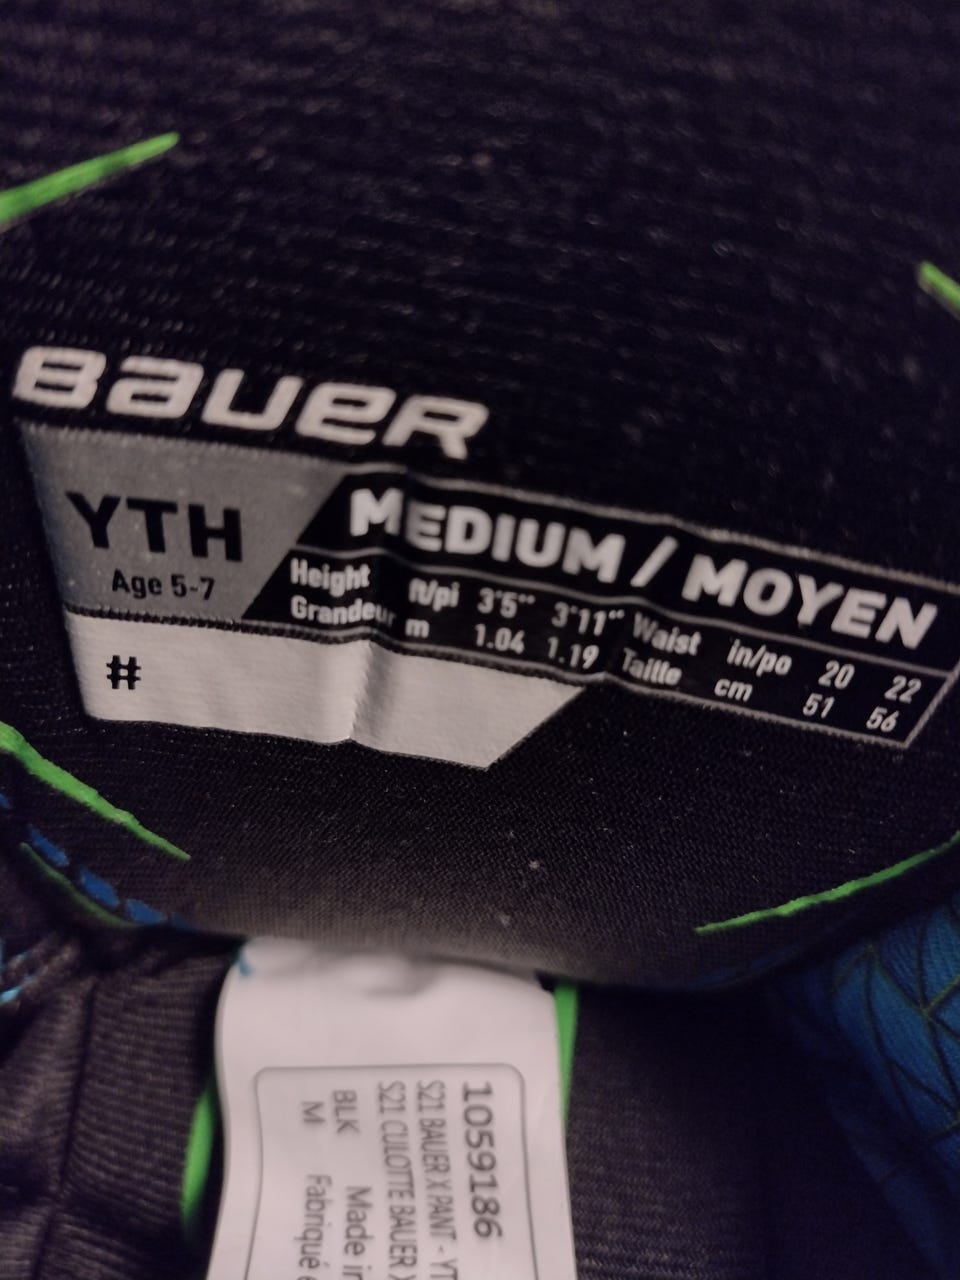 BAUER
YTH
Age 5-7
#
MEDIUM / MOYEN
Height ft/pi 3'5" 3'11" Waist in/po 20 22
Grandeur m 1.04 1.19 Taille cm 51 56
1059186
S21 BAUER X PANT - YT
S21 CULOTTE BAUER X
BLK Made in
M Fabriqué